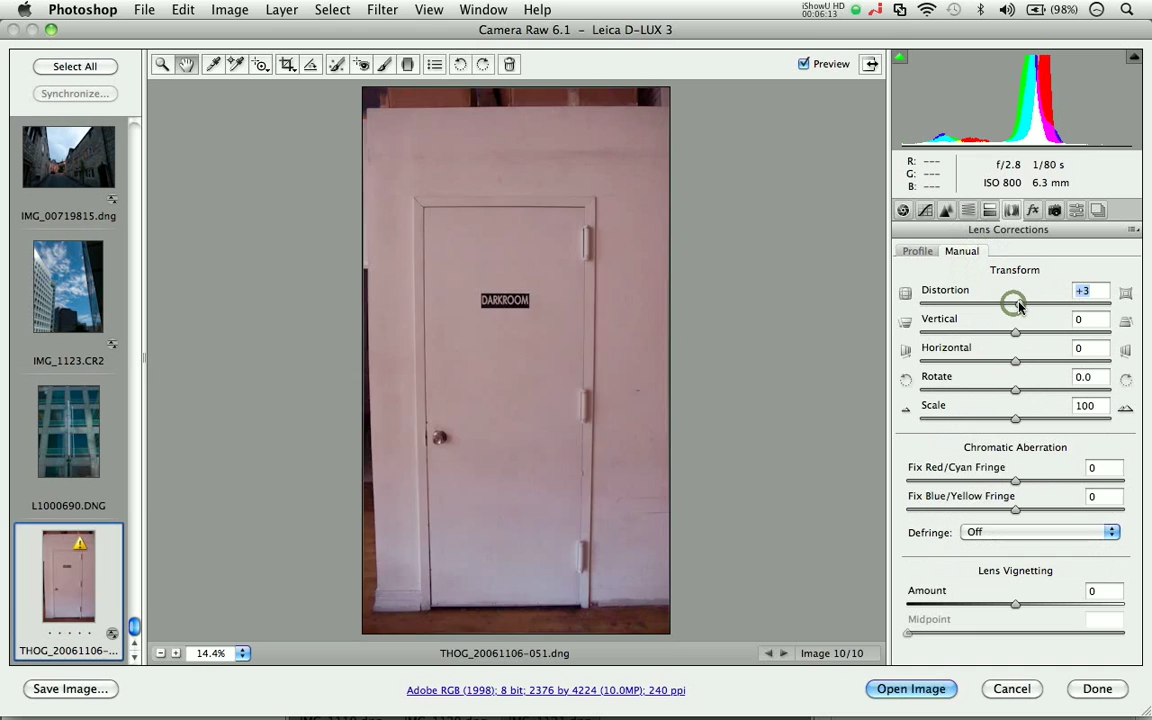 Photoshop File Edit Image Layer Select Filter View Window Help
iShowU HD
00:06:13
(98%)
Camera Raw 6.1 - Leica D-LUX 3
Select All
Synchronize...
IMG_00719815.dng
IMG_1123.CR2
L1000690.DNG
THOG_20061106-...
Preview
DARKROOM
14.4%
THOG_20061106-051.dng
Image 10/10
R: ---
G: ---
B: ---
f/2.8 1/80 s
ISO 800 6.3 mm
Lens Corrections
Profile Manual
Transform
Distortion +3
Vertical 0
Horizontal 0
Rotate 0.0
Scale 100
Chromatic Aberration
Fix Red/Cyan Fringe 0
Fix Blue/Yellow Fringe 0
Defringe: Off
Lens Vignetting
Amount 0
Midpoint
Save Image...
Adobe RGB (1998); 8 bit; 2376 by 4224 (10.0MP); 240 ppi
Open Image Cancel Done